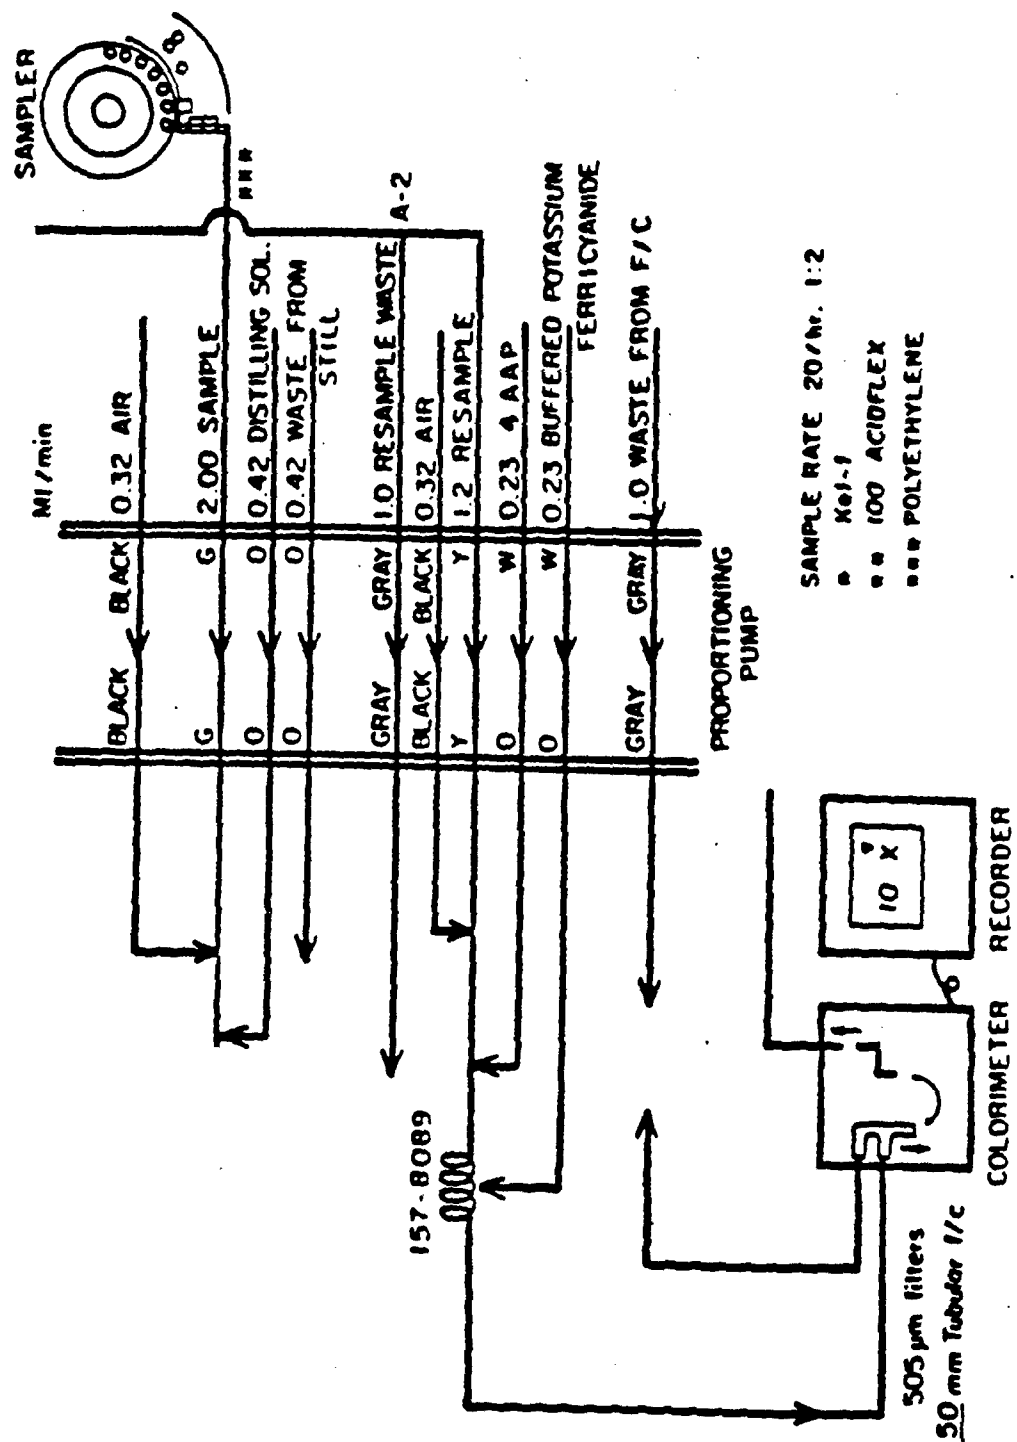 SAMPLER
Ml/min
BLACK
BLACK
0.32 AIR
G
G
2.00 SAMPLE
***
O
O
0.42 DISTILLING SOL.
O
O
0.42 WASTE FROM
STILL
GRAY
GRAY
1.0 RESAMPLE WASTE
A-2
BLACK
BLACK
0.32 AIR
Y
Y
1.2 RESAMPLE
O
W
0.23 4 AAP
O
W
0.23 BUFFERED POTASSIUM
FERRICYANIDE
GRAY
GRAY
1.0 WASTE FROM F/C
PROPORTIONING
PUMP
157-8089
SAMPLE RATE 20/hr. 1:2
* Kel-f
** 100 ACIDFLEX
*** POLYETHYLENE
10 X
RECORDER
COLORIMETER
505 µm filters
50 mm Tubular f/c